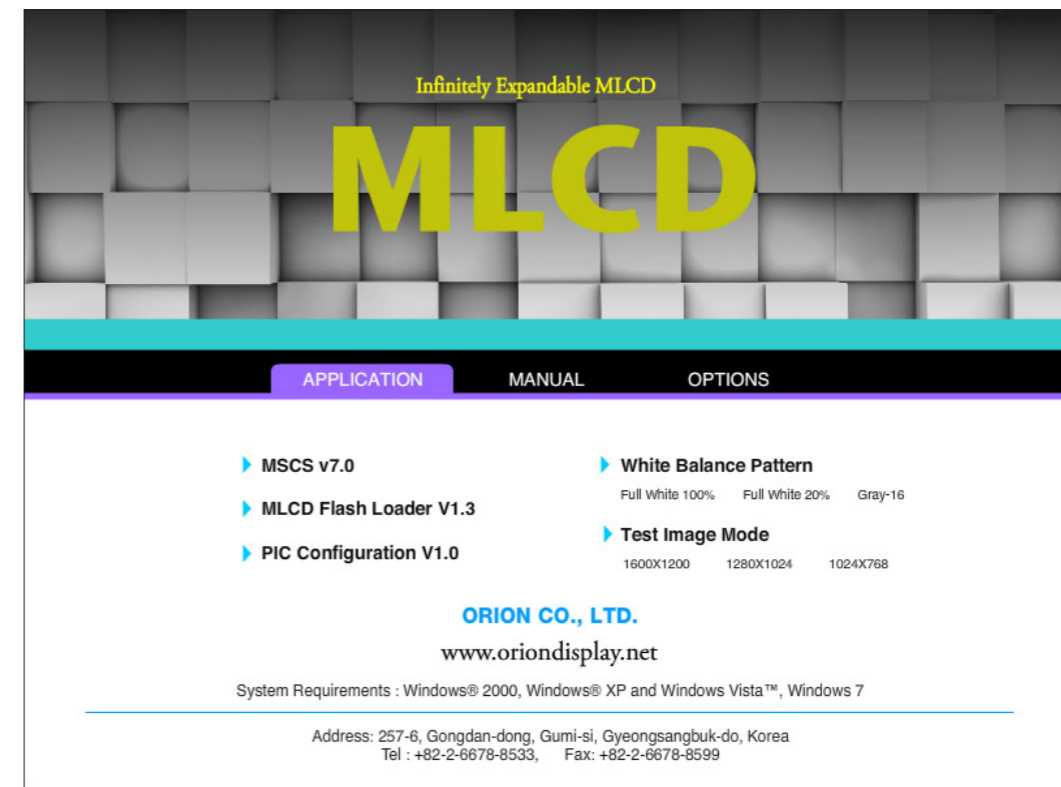 Infinitely Expandable MLCD
MLCD
APPLICATION MANUAL OPTIONS
MSCS v7.0
MLCD Flash Loader V1.3
PIC Configuration V1.0
White Balance Pattern
Full White 100% Full White 20% Gray-16
Test Image Mode
1600X1200 1280X1024 1024X768
ORION CO., LTD.
www.oriondisplay.net
System Requirements : Windows® 2000, Windows® XP and Windows Vista™, Windows 7
Address: 257-6, Gongdan-dong, Gumi-si, Gyeongsangbuk-do, Korea
Tel : +82-2-6678-8533, Fax: +82-2-6678-8599